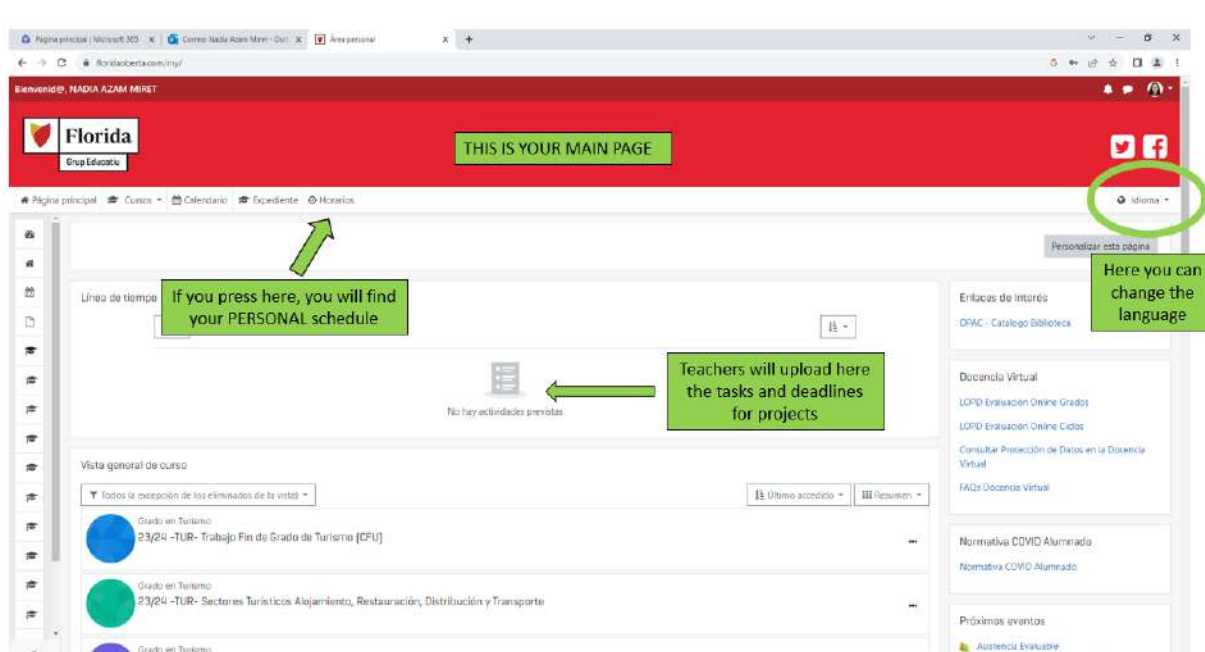 Página principal | Microsoft 365
Correo: Nadia Azam Miret - Outl
Área personal
floridaoberta.com/my/
Bienvenid@, NADIA AZAM MIRET
Florida
Grup Educatiu
THIS IS YOUR MAIN PAGE
Página principal Cursos Calendario Expediente Horarios
Idioma
Personalizar esta página
Here you can
change the
language
If you press here, you will find
your PERSONAL schedule
Línea de tiempo
Teachers will upload here
the tasks and deadlines
for projects
No hay actividades previstas
Enlaces de interés
OPAC - Catalogo Biblioteca
Docencia Virtual
LOPD Evaluación Online Grados
LOPD Evaluación Online Ciclos
Consultar Protección de Datos en la Docencia
Virtual
FAQs Docencia Virtual
Vista general de curso
Todos (a excepción de los eliminados de la vista)
Último accedido
Resumen
Grado en Turismo
23/24 -TUR- Trabajo Fin de Grado de Turismo (CFU)
Grado en Turismo
23/24 -TUR- Sectores Turísticos Alojamiento, Restauración, Distribución y Transporte
Grado en Turismo
Normativa COVID Alumnado
Normativa COVID Alumnado
Próximos eventos
Asistencia Evaluable